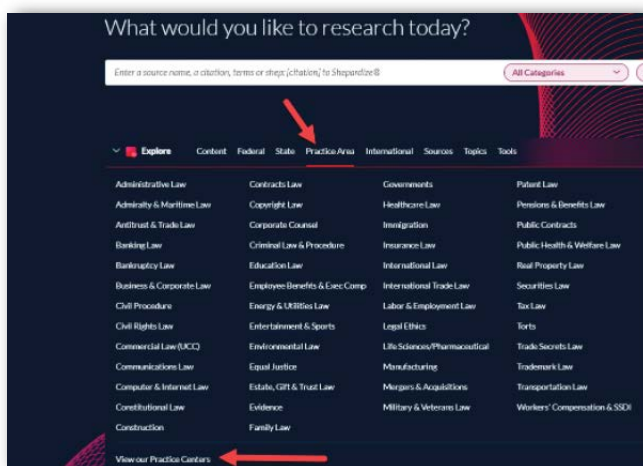 What would you like to research today?
Enter a source name, a citation, terms or shep: [citation] to Shepardize®
All Categories
Explore Content Federal State Practice Area International Sources Topics Tools
Administrative Law Contracts Law Governments Patent Law
Admiralty & Maritime Law Copyright Law Healthcare Law Pensions & Benefits Law
Antitrust & Trade Law Corporate Counsel Immigration Public Contracts
Banking Law Criminal Law & Procedure Insurance Law Public Health & Welfare Law
Bankruptcy Law Education Law International Law Real Property Law
Business & Corporate Law Employee Benefits & Exec Comp International Trade Law Securities Law
Civil Procedure Energy & Utilities Law Labor & Employment Law Tax Law
Civil Rights Law Entertainment & Sports Legal Ethics Torts
Commercial Law (UCC) Environmental Law Life Sciences/Pharmaceutical Trade Secrets Law
Communications Law Equal Justice Manufacturing Trademark Law
Computer & Internet Law Estate, Gift & Trust Law Mergers & Acquisitions Transportation Law
Constitutional Law Evidence Military & Veterans Law Workers' Compensation & SSDI
Construction Family Law
View our Practice Centers